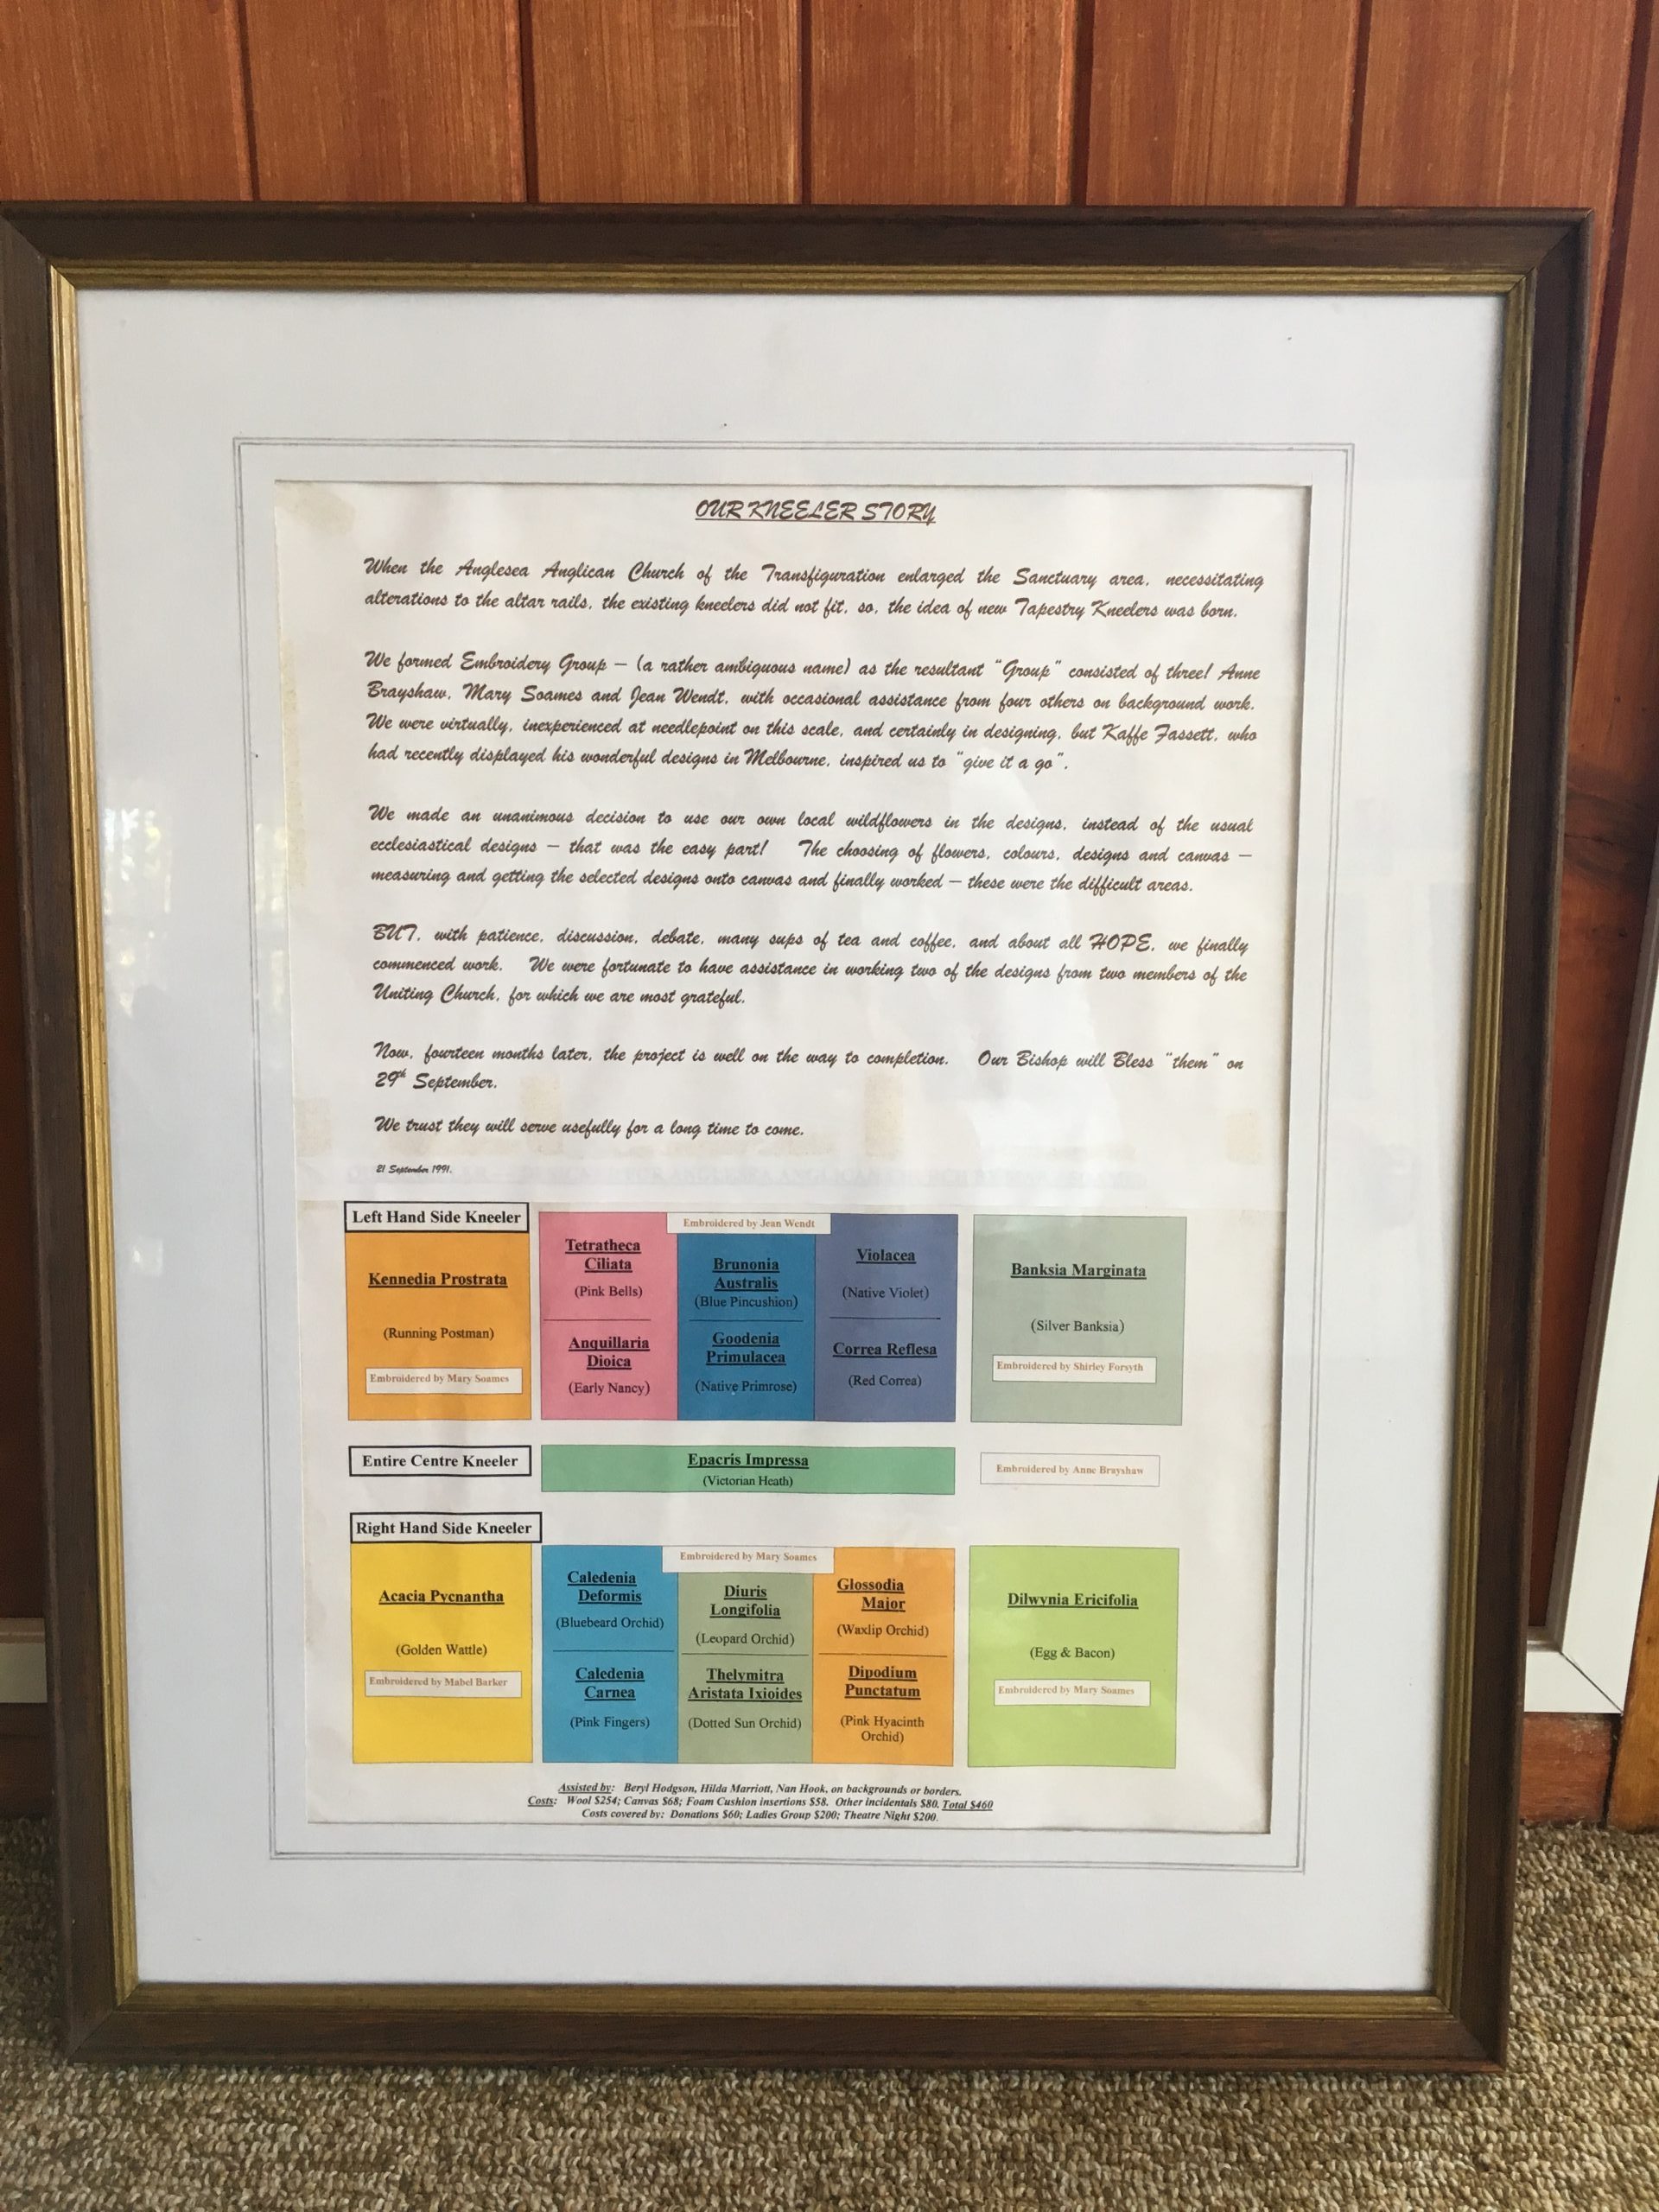 OUR KNEELER STORY
When the Anglesea Anglican Church of the Transfiguration enlarged the Sanctuary area, necessitating
alterations to the altar rails, the existing kneelers did not fit, so, the idea of new Tapestry Kneelers was born.
We formed Embroidery Group – (a rather ambiguous name) as the resultant "Group" consisted of three! Anne
Brayshaw, Mary Soames and Jean Wendt, with occasional assistance from four others on background work.
We were virtually, inexperienced at needlepoint on this scale, and certainly in designing, but Kaffe Fassett, who
had recently displayed his wonderful designs in Melbourne, inspired us to "give it a go".
We made an unanimous decision to use our own local wildflowers in the designs, instead of the usual
ecclesiastical designs – that was the easy part! The choosing of flowers, colours, designs and canvas –
measuring and getting the selected designs onto canvas and finally worked – these were the difficult areas.
BUT, with patience, discussion, debate, many sups of tea and coffee, and about all HOPE, we finally
commenced work. We were fortunate to have assistance in working two of the designs from two members of the
Uniting Church, for which we are most grateful.
Now, fourteen months later, the project is well on the way to completion. Our Bishop will Bless "them" on
29th September.
We trust they will serve usefully for a long time to come.
21 September 1991.
Left Hand Side Kneeler
Kennedia Prostrata
(Running Postman)
Embroidered by Mary Soames
Embroidered by Jean Wendt
Tetratheca
Ciliata
(Pink Bells)
Anquillaria
Dioica
(Early Nancy)
Brunonia
Australis
(Blue Pincushion)
Goodenia
Primulacea
(Native Primrose)
Violacea
(Native Violet)
Correa Reflesa
(Red Correa)
Banksia Marginata
(Silver Banksia)
Embroidered by Shirley Forsyth
Entire Centre Kneeler
Epacris Impressa
(Victorian Heath)
Embroidered by Anne Brayshaw
Right Hand Side Kneeler
Acacia Pycnantha
(Golden Wattle)
Embroidered by Mabel Barker
Embroidered by Mary Soames
Caledenia
Deformis
(Bluebeard Orchid)
Caledenia
Carnea
(Pink Fingers)
Diuris
Longifolia
(Leopard Orchid)
Thelymitra
Aristata Ixioides
(Dotted Sun Orchid)
Glossodia
Major
(Waxlip Orchid)
Dipodium
Punctatum
(Pink Hyacinth
Orchid)
Dilwynia Ericifolia
(Egg & Bacon)
Embroidered by Mary Soames
Assisted by: Beryl Hodgson, Hilda Marriott, Nan Hook, on backgrounds or borders.
Costs: Wool $254; Canvas $68; Foam Cushion insertions $58. Other incidentals $80. Total $460
Costs covered by: Donations $60; Ladies Group $200; Theatre Night $200.